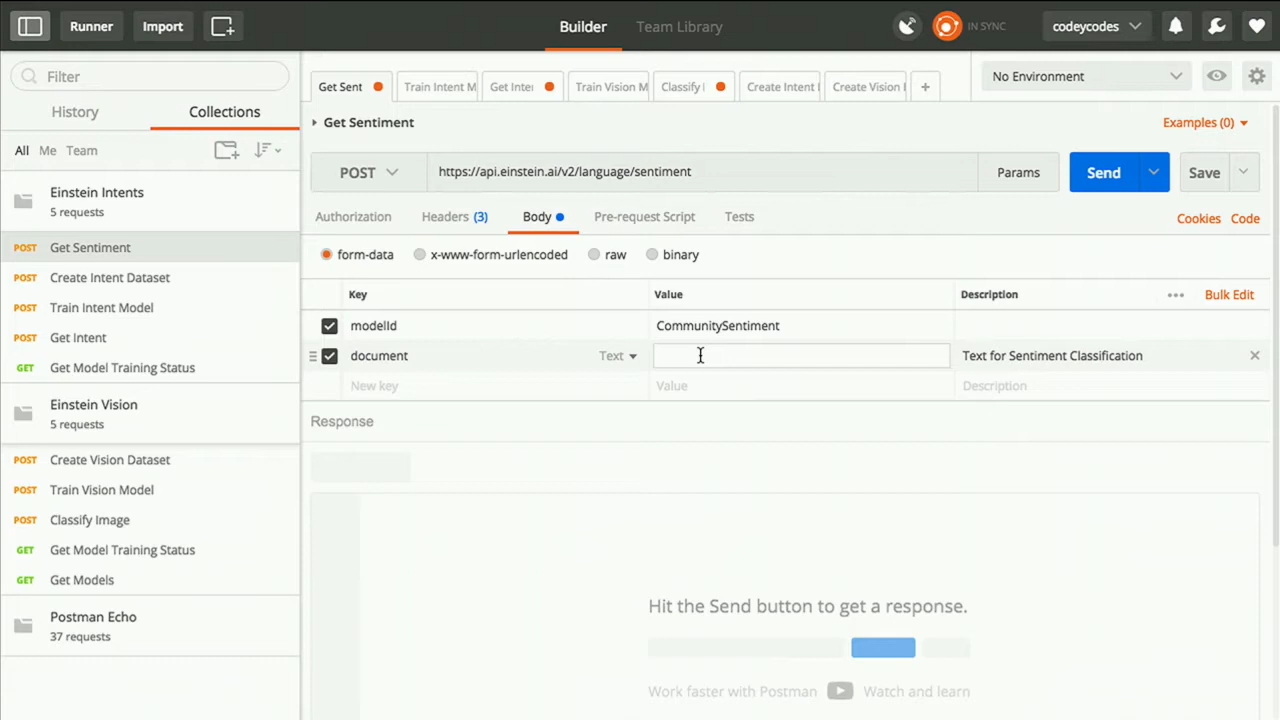 Runner Import Builder Team Library IN SYNC codeycodes
Filter
History Collections
All Me Team
Einstein Intents
5 requests
POST Get Sentiment
POST Create Intent Dataset
POST Train Intent Model
POST Get Intent
GET Get Model Training Status
Einstein Vision
5 requests
POST Create Vision Dataset
POST Train Vision Model
POST Classify Image
GET Get Model Training Status
GET Get Models
Postman Echo
37 requests
Get Sent Train Intent M Get Inte Train Vision M Classify Create Intent Create Vision + No Environment
Get Sentiment Examples (0)
POST https://api.einstein.ai/v2/language/sentiment Params Send Save
Authorization Headers (3) Body Pre-request Script Tests Cookies Code
form-data x-www-form-urlencoded raw binary
Key Value Description ••• Bulk Edit
modelId CommunitySentiment
document Text Text for Sentiment Classification
New key Value Description
Response
Hit the Send button to get a response.
Work faster with Postman Watch and learn